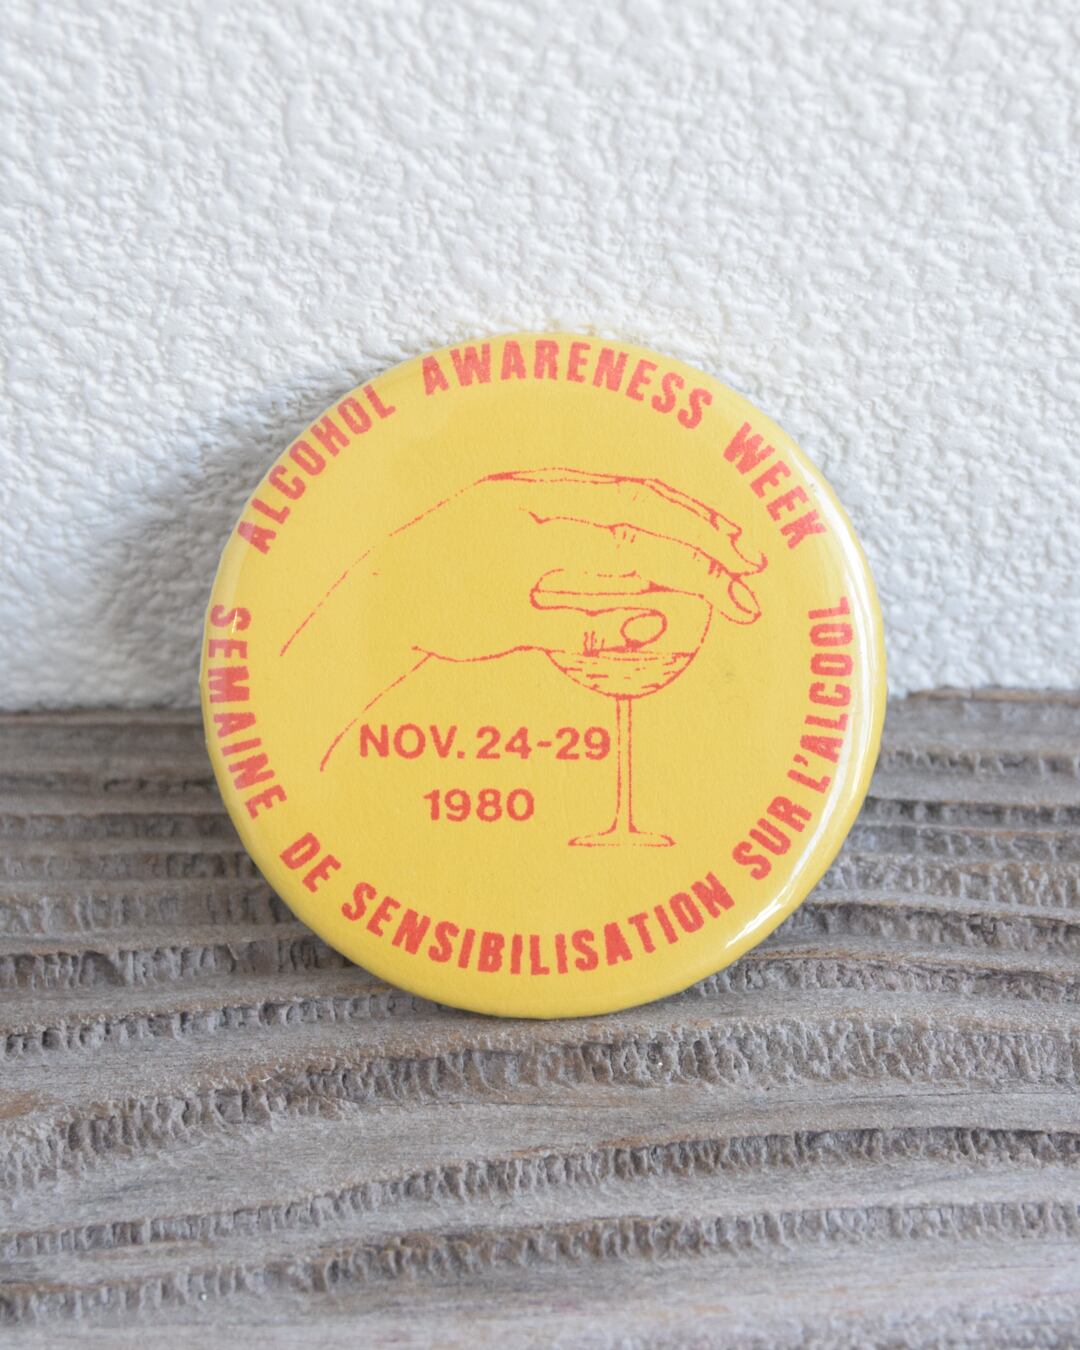 ALCOHOL AWARENESS WEEK
NOV. 24-29
1980
SEMAINE DE SENSIBILISATION SUR L'ALCOOL